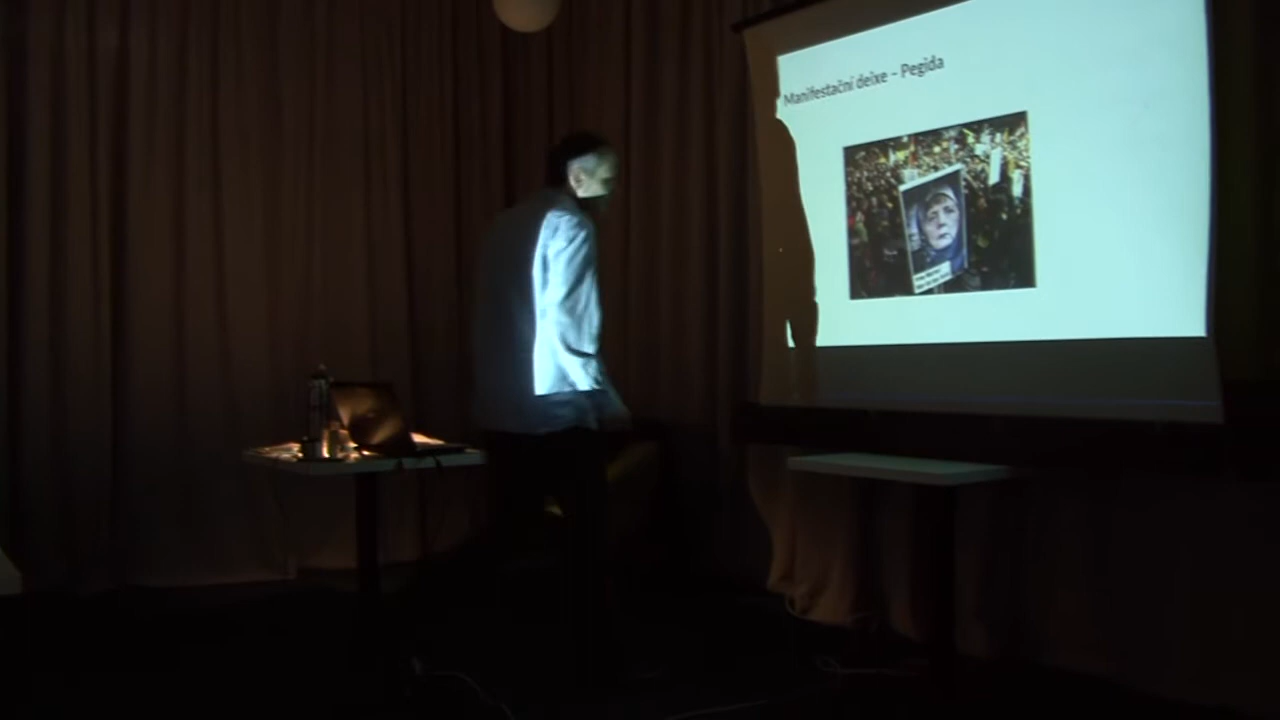 Manifestační deixe – Pegida